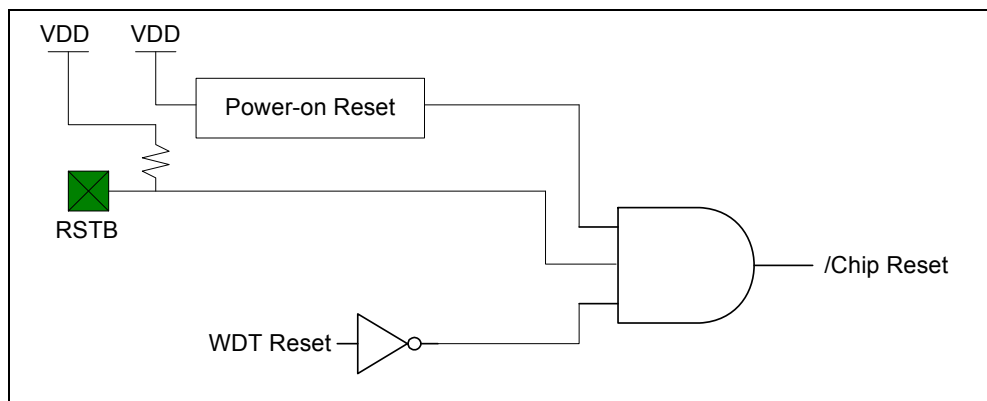 VDD
VDD
Power-on Reset
RSTB
/Chip Reset
WDT Reset